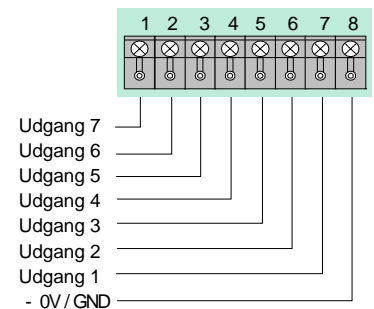 1 2 3 4 5 6 7 8
Udgang 7
Udgang 6
Udgang 5
Udgang 4
Udgang 3
Udgang 2
Udgang 1
- 0V / GND